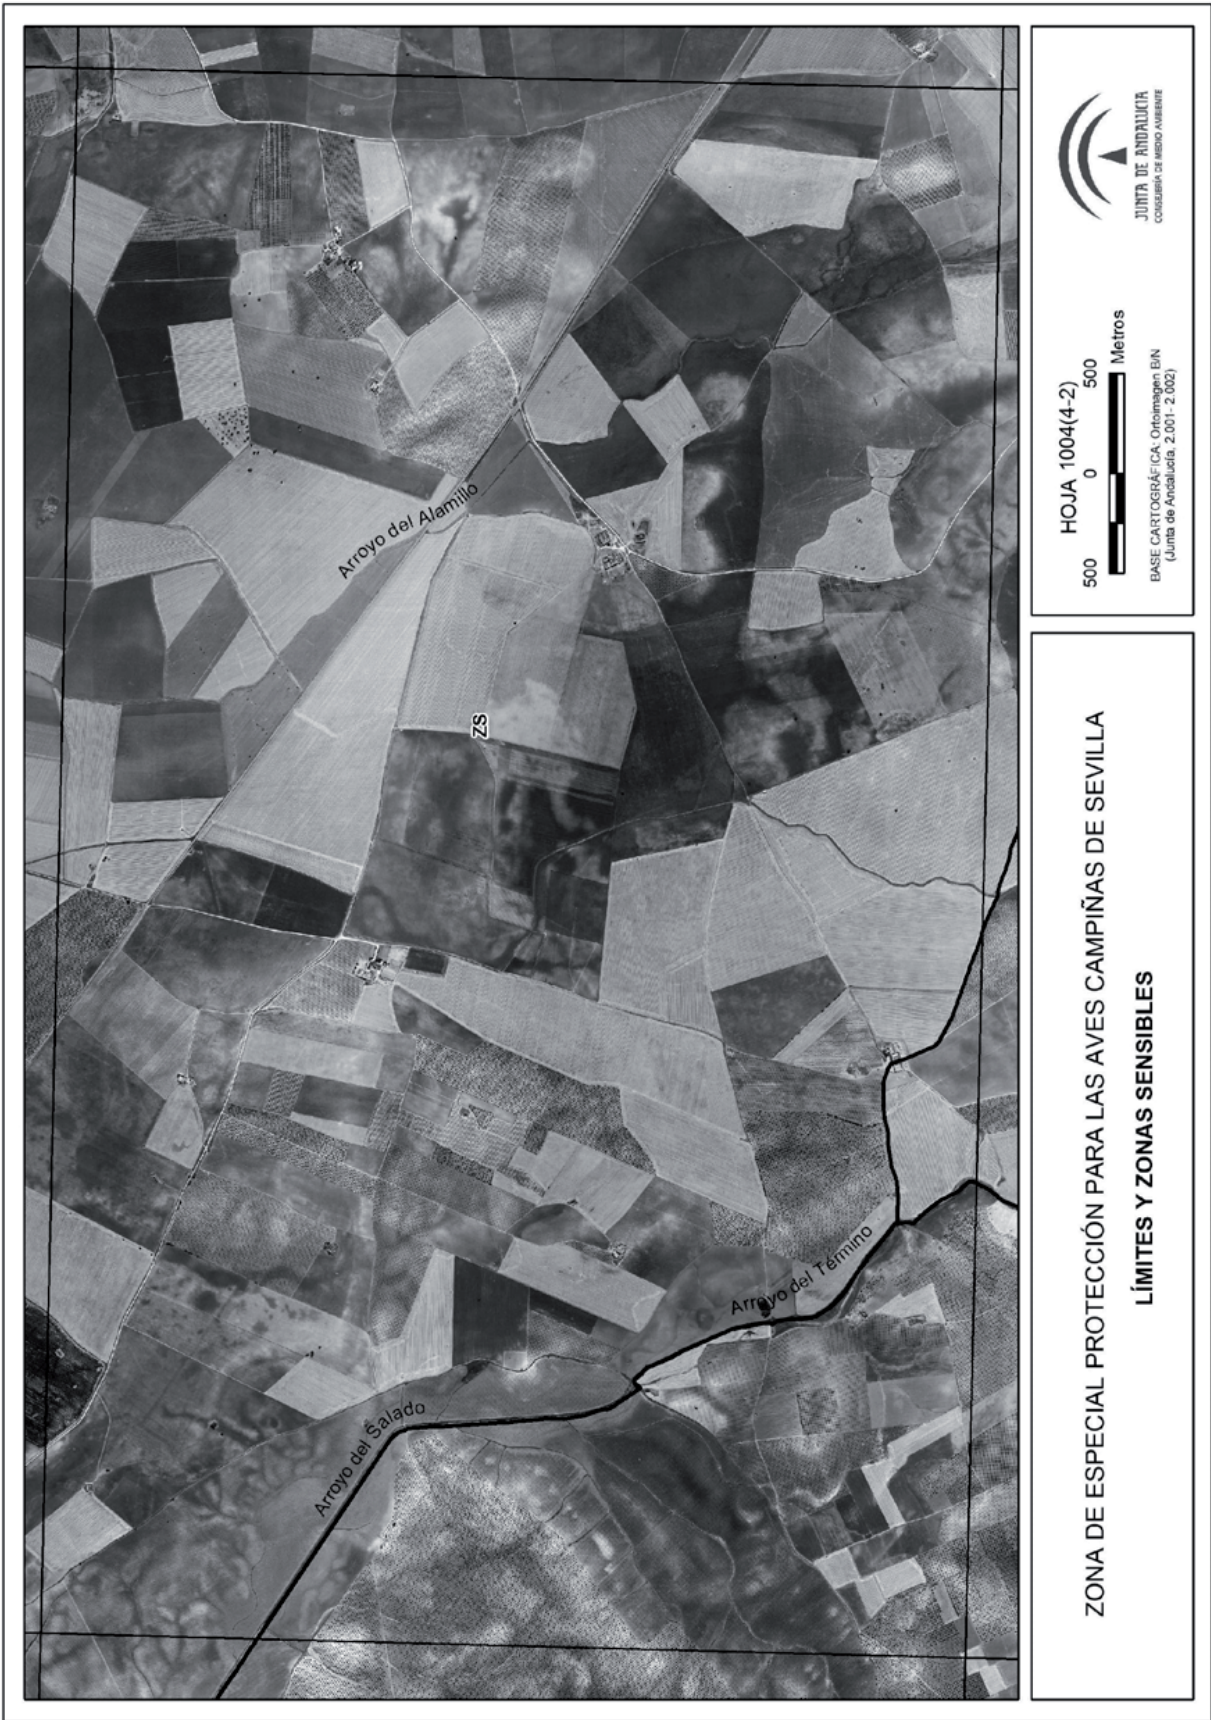 Arroyo del Salado
Arroyo del Término
ZS
Arroyo del Alamillo
ZONA DE ESPECIAL PROTECCIÓN PARA LAS AVES CAMPIÑAS DE SEVILLA
LÍMITES Y ZONAS SENSIBLES
HOJA 1004(4-2)
500 0 500
Metros
BASE CARTOGRÁFICA: Ortoimagen B/N
(Junta de Andalucía, 2.001- 2.002)
JUNTA DE ANDALUCIA
CONSEJERÍA DE MEDIO AMBIENTE